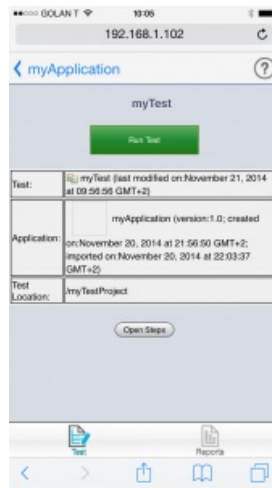 GOLAN T 10:05
192.168.1.102
myApplication ?
myTest
Run Test
Test:
myTest (last modified on:November 21, 2014
at 09:56:56 GMT+2)
Application:
myApplication (version:1.0; created
on:November 20, 2014 at 21:56:50 GMT+2;
imported on:November 20, 2014 at 22:03:37
GMT+2)
Test
Location:
/myTestProject
Open Steps
Test Reports